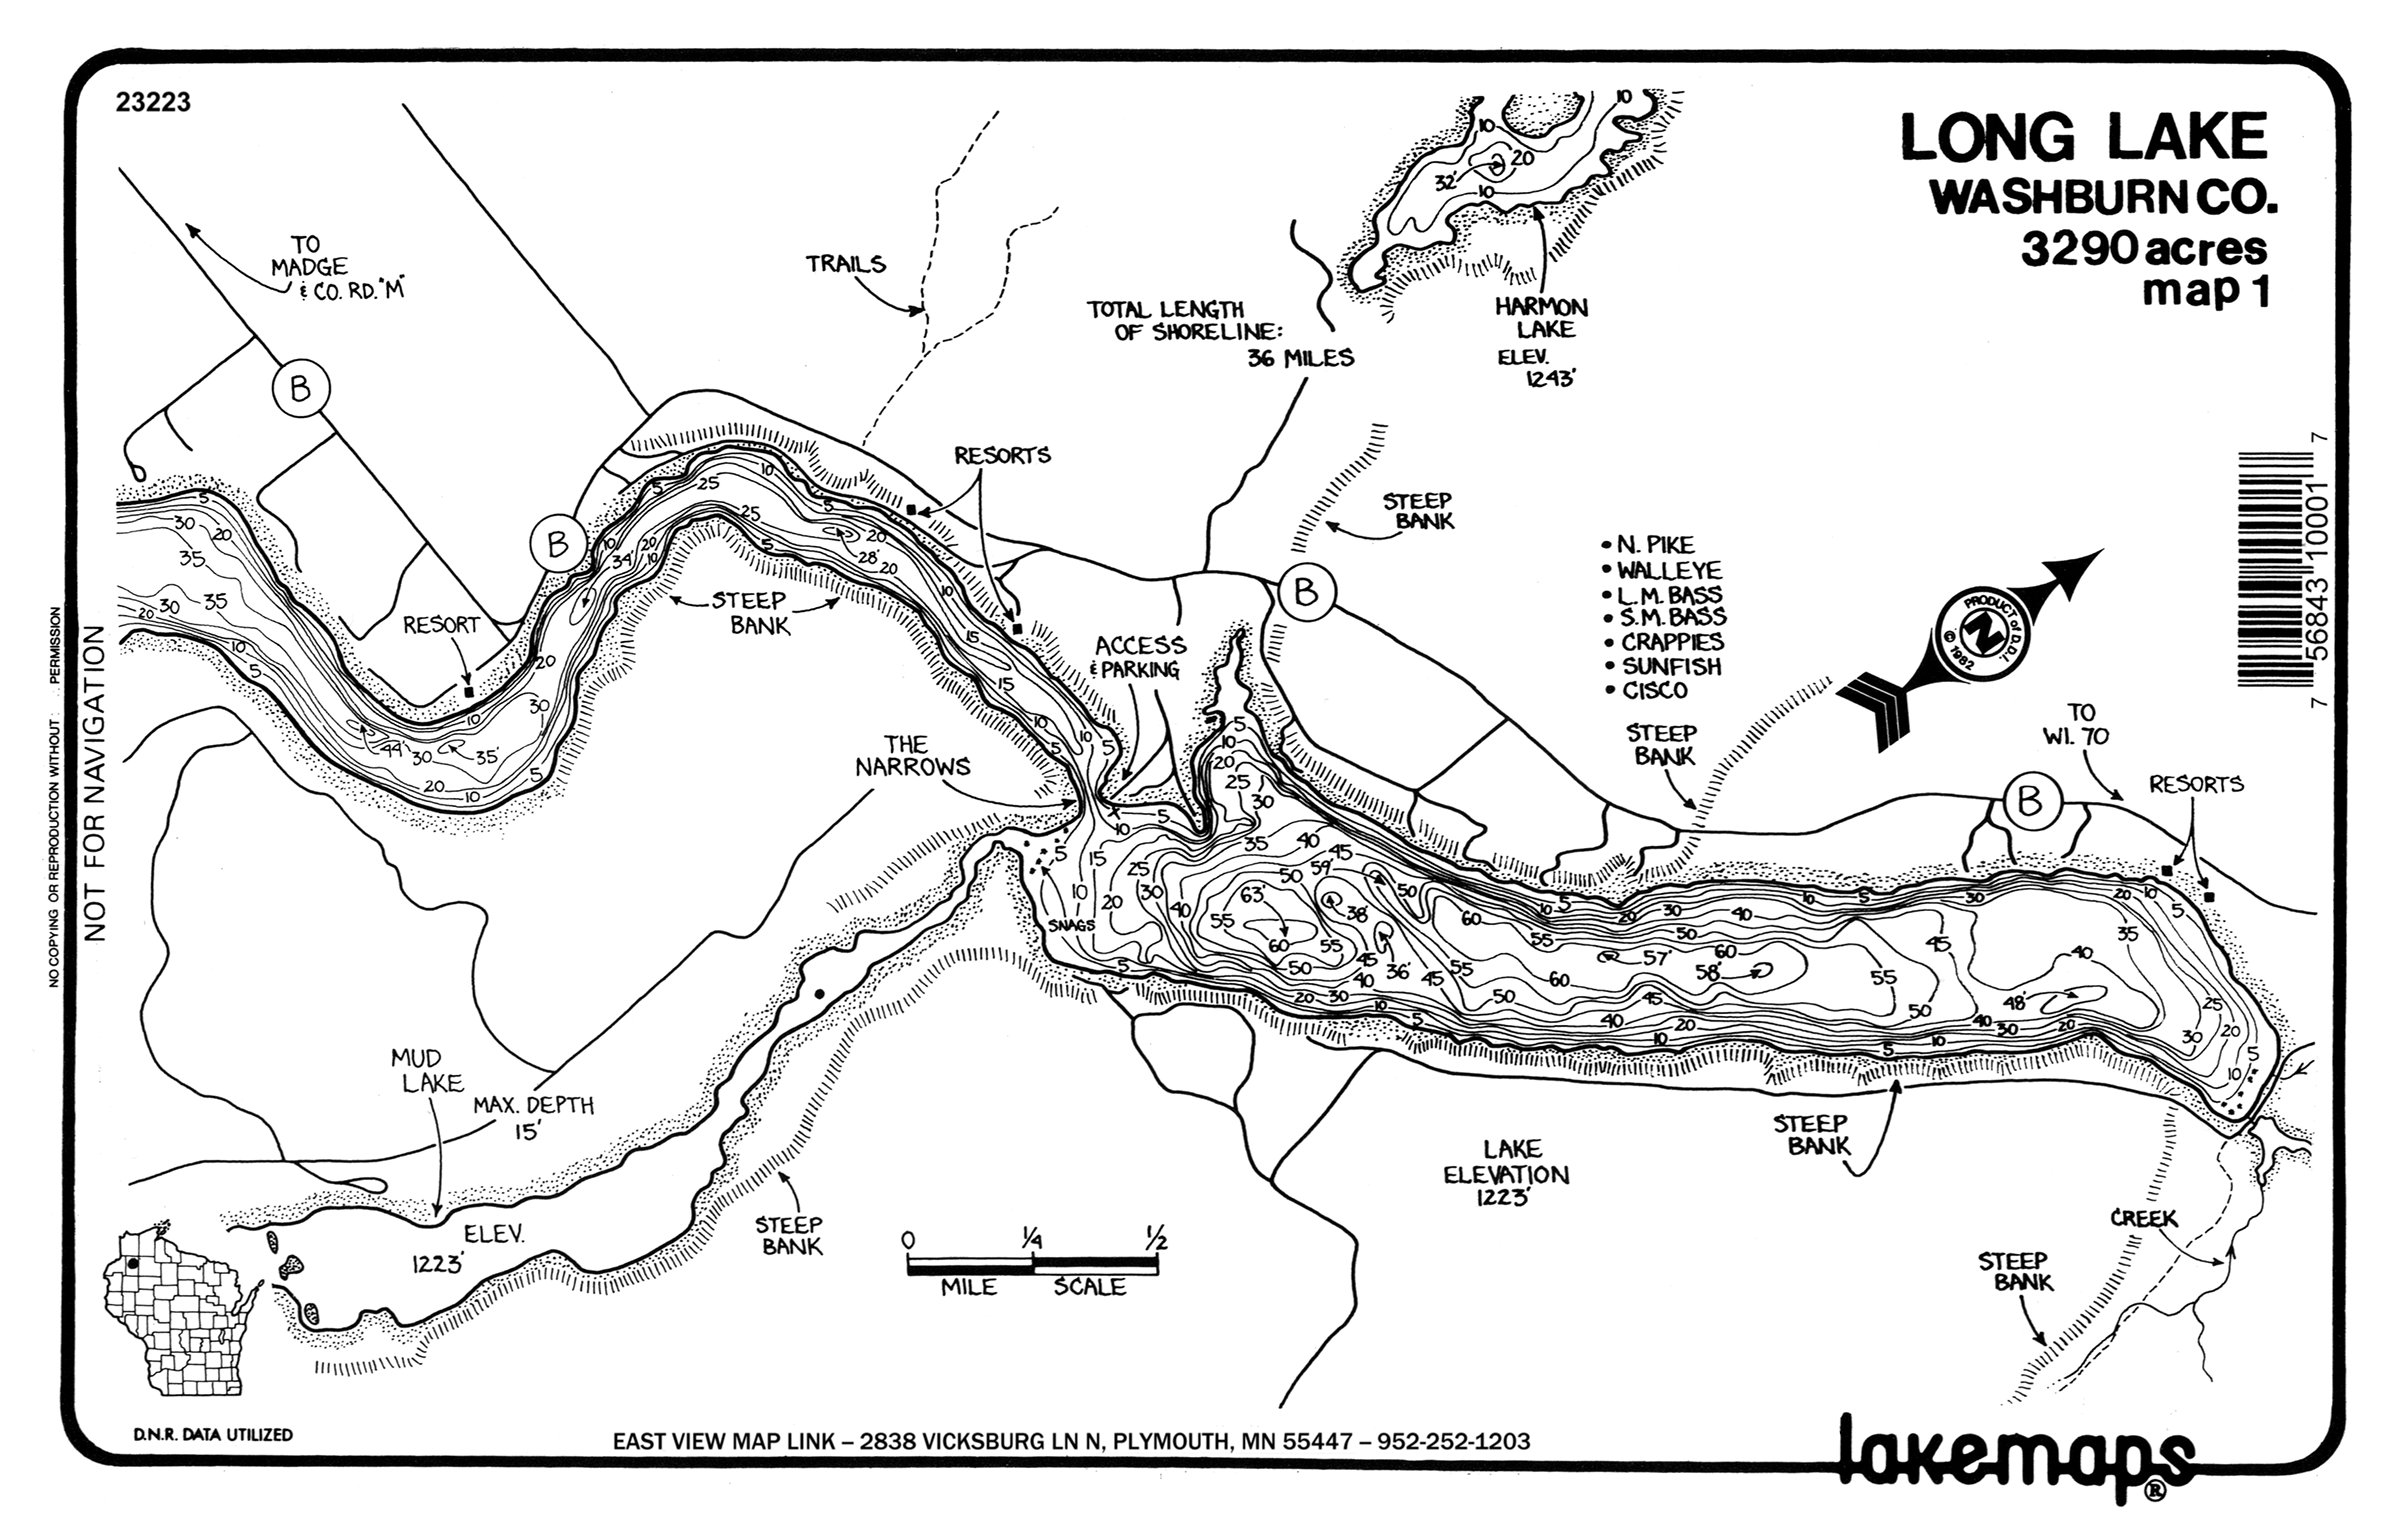 23223
LONG LAKE
WASHBURN CO.
3290 acres
map 1
TO
MADGE
& CO. RD. "M"
B
TRAILS
TOTAL LENGTH
OF SHORELINE:
36 MILES
10
10
20
32'
10
HARMON
LAKE
ELEV.
1243'
RESORTS
STEEP
BANK
B
RESORT
STEEP
BANK
ACCESS
& PARKING
B
• N. PIKE
• WALLEYE
• L.M. BASS
• S.M. BASS
• CRAPPIES
• SUNFISH
• CISCO
PRODUCT of D.D.I.
© 1982
N
7 56843 10001 7
STEEP
BANK
TO
WI. 70
B
RESORTS
THE
NARROWS
5
30
20
35
30
35
20
10
5
44'
30
35'
20
10
5
10
30
20
34'
10
20
10
5
25
10
25
5
5
20
28'
20
10
15
15
10
5
10
5
5
10
20
25
30
5
10
5
15
10
20
25
30
35
40
40
45
59'
50
50
63'
55
60
38'
55
50
45
36'
45
55
60
55
60
50
57'
58'
60
50
40
30
20
10
5
10
5
30
20
10
5
45
40
35
55
50
48'
40
30
20
25
20
30
5
10
5
20
30
40
10
5
40
45
20
10
5
10
SNAGS
MUD
LAKE
MAX. DEPTH
15'
ELEV.
1223'
STEEP
BANK
0 1/4 1/2
MILE SCALE
LAKE
ELEVATION
1223'
STEEP
BANK
CREEK
STEEP
BANK
NOT FOR NAVIGATION
NO COPYING OR REPRODUCTION WITHOUT PERMISSION
D.N.R. DATA UTILIZED
EAST VIEW MAP LINK – 2838 VICKSBURG LN N, PLYMOUTH, MN 55447 – 952-252-1203
lakemaps®